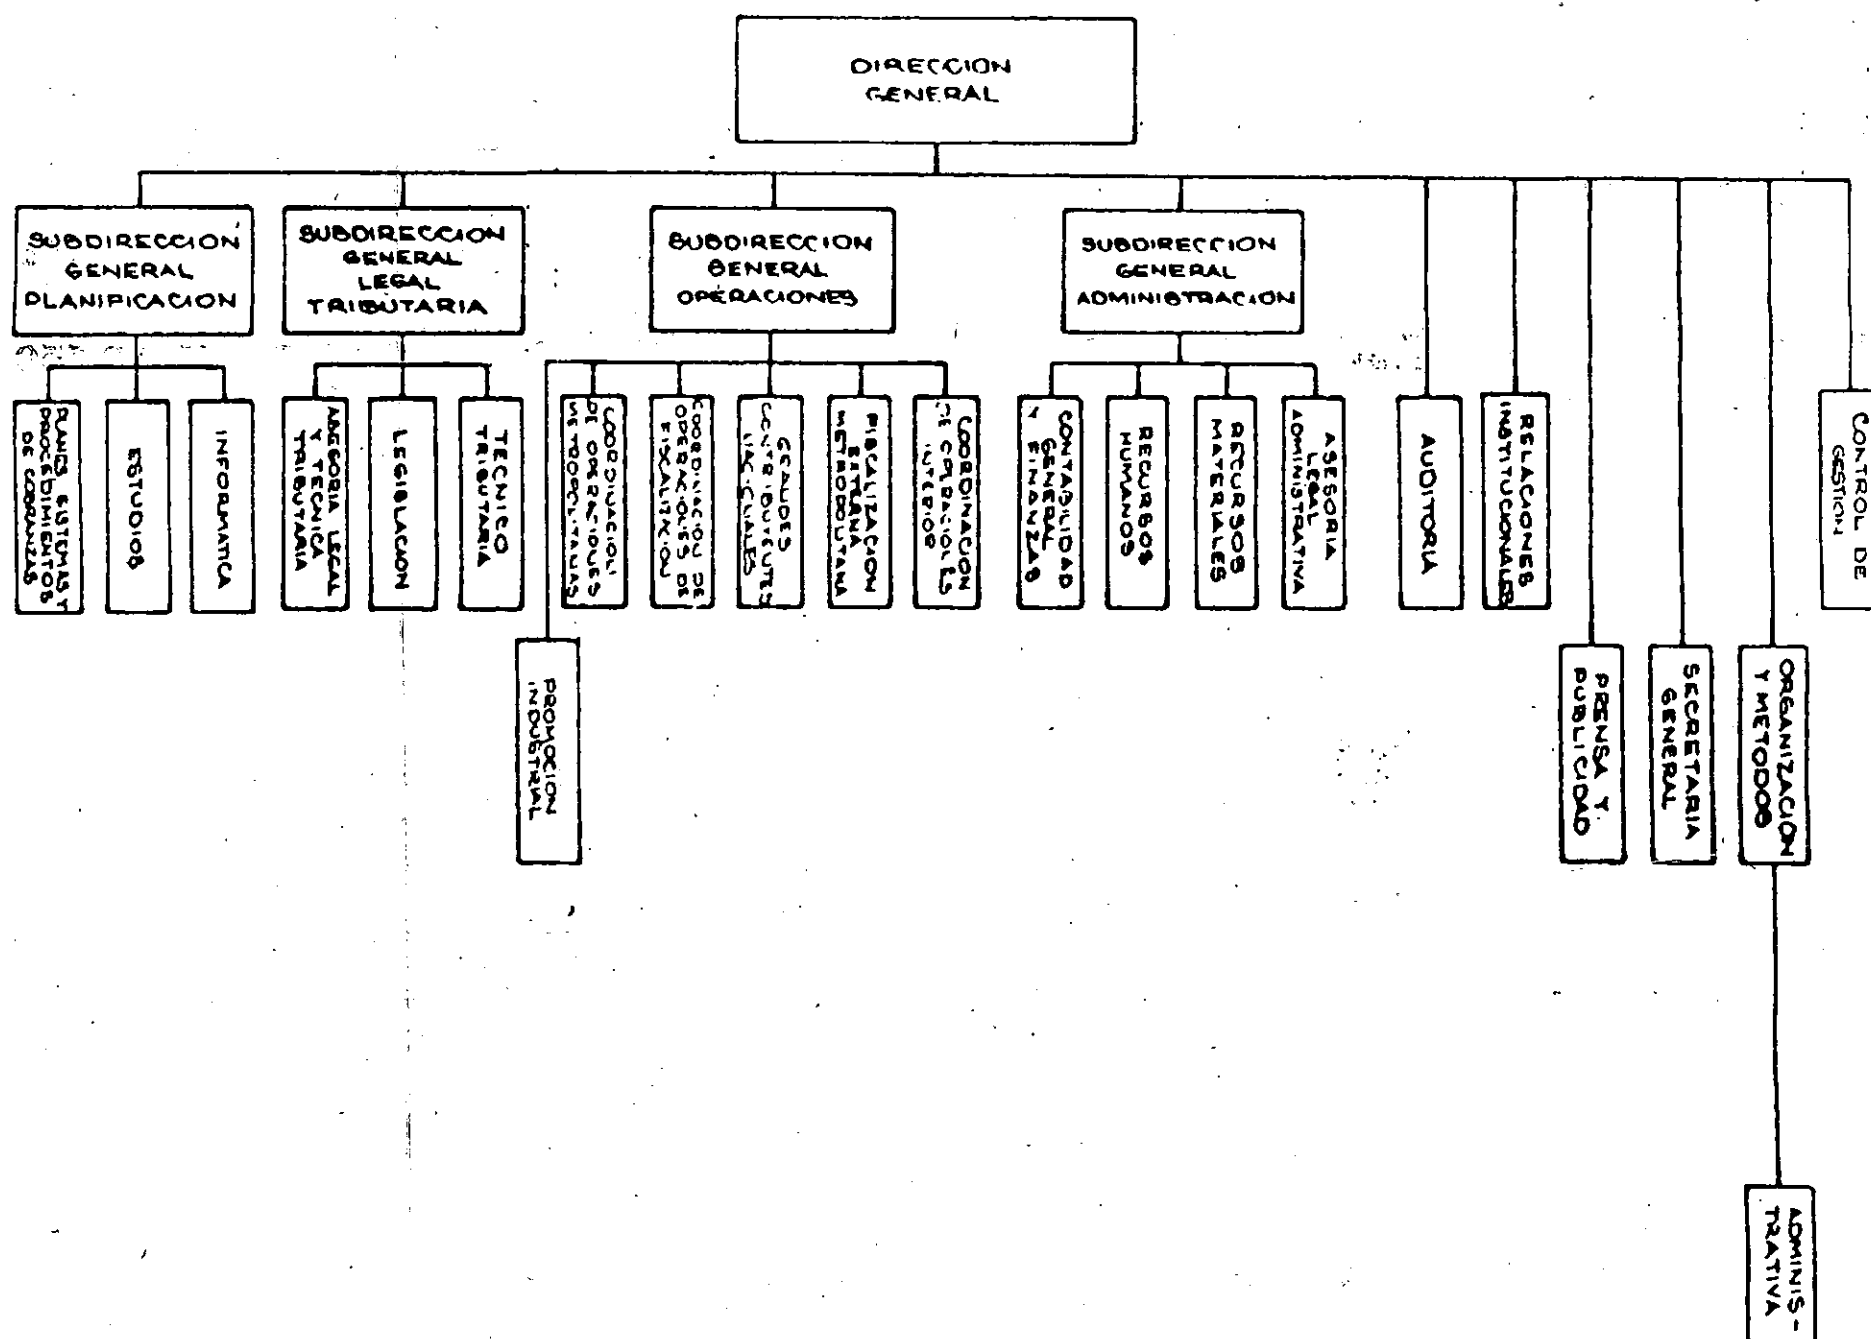 DIRECCION
GENERAL
SUBDIRECCION
GENERAL
PLANIFICACION
SUBDIRECCION
GENERAL
LEGAL
TRIBUTARIA
SUBDIRECCION
GENERAL
OPERACIONES
SUBDIRECCION
GENERAL
ADMINISTRACION
PLANES SISTEMAS Y
PROCEDIMIENTOS
DE COBRANZAS
ESTUDIOS
INFORMATICA
ASESORIA LEGAL
Y TECNICA
TRIBUTARIA
LEGISLACION
TECNICO
TRIBUTARIA
COORDINACION
DE OPERACIONES
METROPOLITANAS
COORDINACION DE
OPERACIONES DE
FISCALIZACION
GRANDES
CONTRIBUYENTES
NACIONALES
FISCALIZACION
EXTERNA
METROPOLITANA
COORDINACION
DE OPERACIONES
INTERIOR
CONTABILIDAD
GENERAL
Y FINANZAS
RECURSOS
HUMANOS
RECURSOS
MATERIALES
ASESORIA
LEGAL
ADMINISTRATIVA
AUDITORIA
RELACIONES
INSTITUCIONALES
CONTROL DE
GESTION
PROMOCION
INDUSTRIAL
PRENSA Y
PUBLICIDAD
SECRETARIA
GENERAL
ORGANIZACION
Y METODOS
ADMINIS-
TRATIVA